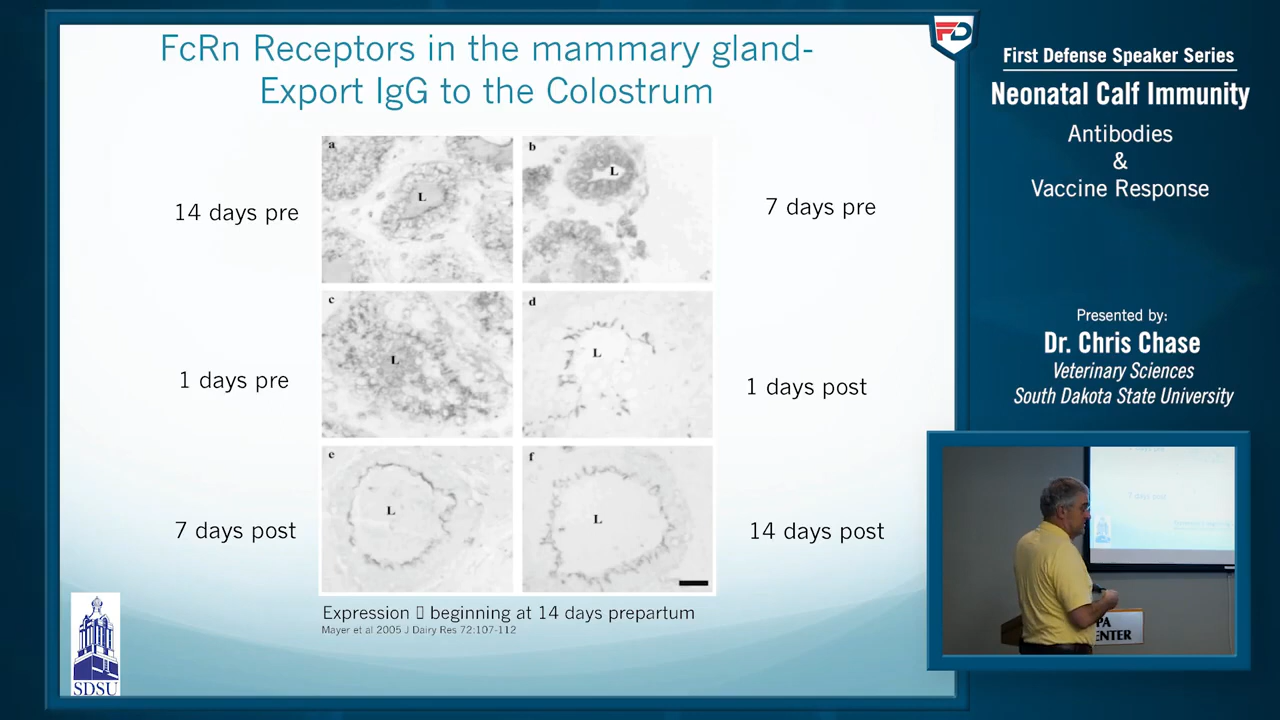 FcRn Receptors in the mammary gland-
Export IgG to the Colostrum
14 days pre
a
L
b
L
7 days pre
1 days pre
c
L
d
L
1 days post
7 days post
e
L
f
L
14 days post
Expression ▯ beginning at 14 days prepartum
Mayer et al 2005 J Dairy Res 72:107-112
SDSU
FD
First Defense Speaker Series
Neonatal Calf Immunity
Antibodies
&
Vaccine Response
Presented by:
Dr. Chris Chase
Veterinary Sciences
South Dakota State University
PA
ENTER